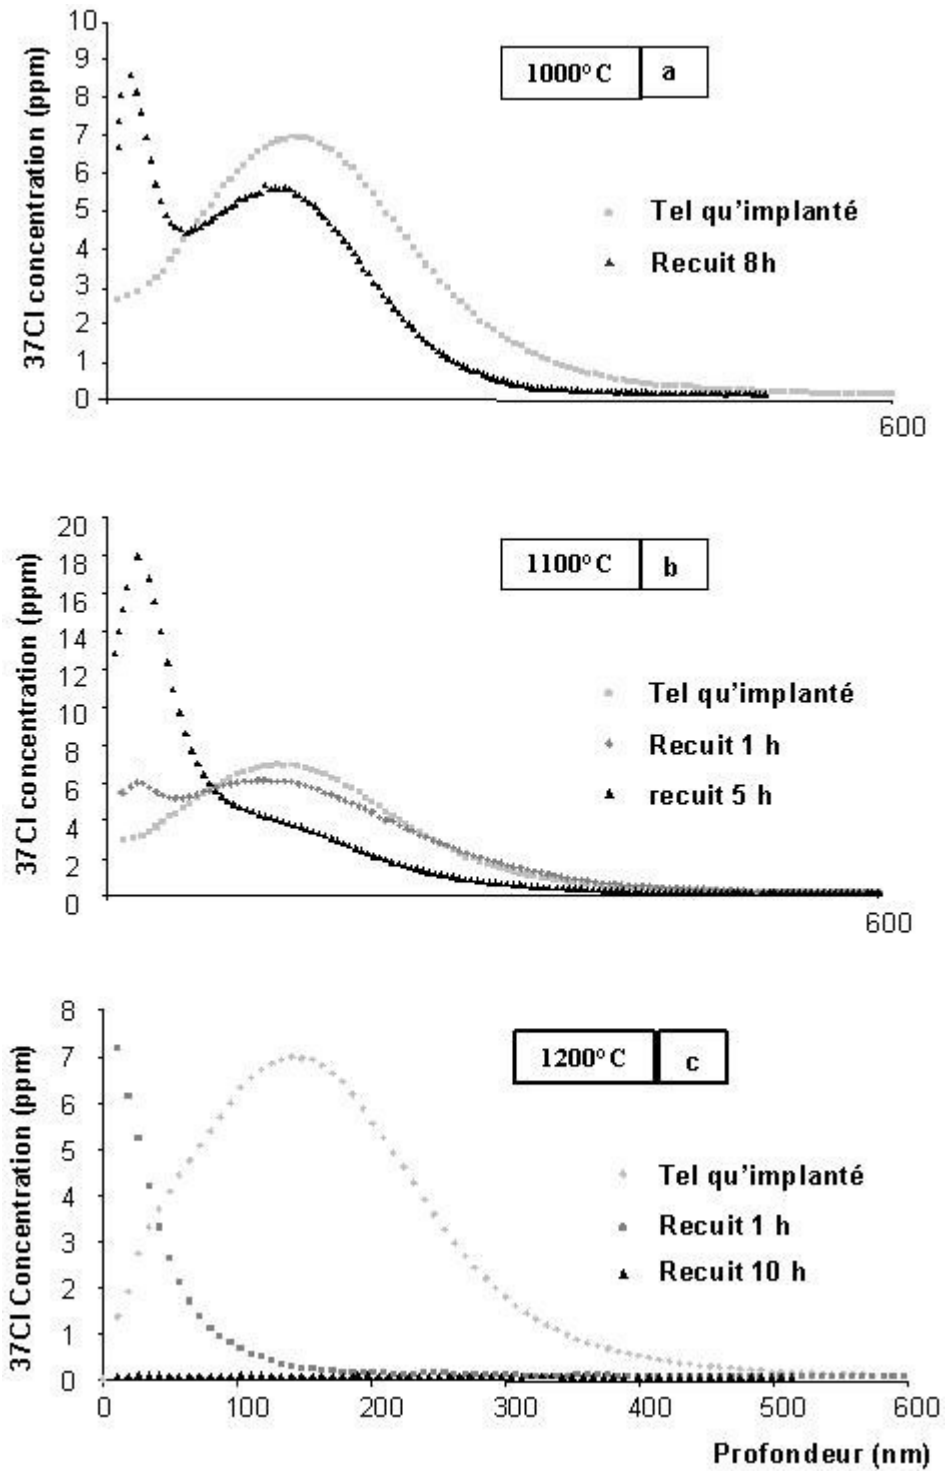 10
9
8
7
6
5
4
3
2
1
0
37Cl concentration (ppm)
1000°C a
Tel qu'implanté
Recuit 8h
600
20
18
16
14
12
10
8
6
4
2
0
37Cl concentration (ppm)
1100°C b
Tel qu'implanté
Recuit 1 h
recuit 5 h
600
8
7
6
5
4
3
2
1
0
37Cl Concentration (ppm)
1200°C c
Tel qu'implanté
Recuit 1 h
Recuit 10 h
0 100 200 300 400 500 600
Profondeur (nm)